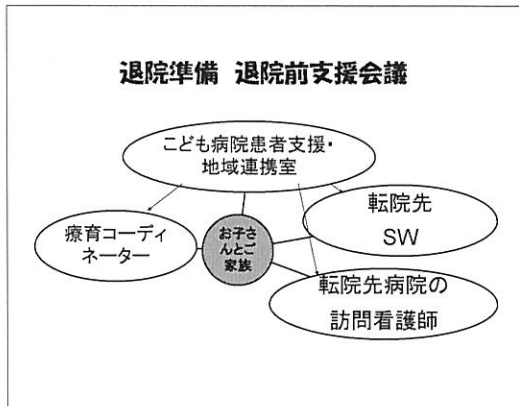 退院準備 退院前支援会議
こども病院患者支援・
地域連携室
療育コーディ
ネーター
お子さ
んとご
家族
転院先
SW
転院先病院の
訪問看護師